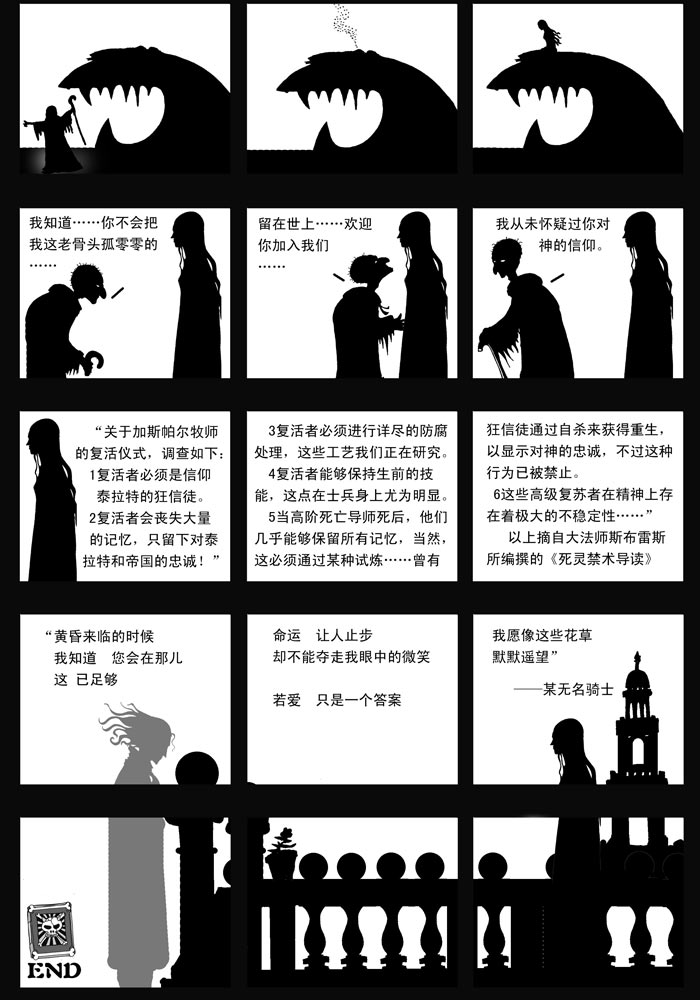 我知道……你不会把
我这老骨头孤零零的
……
留在世上……欢迎
你加入我们
……
我从未怀疑过你对
神的信仰。
“关于加斯帕尔牧师
的复活仪式，调查如下：
1复活者必须是信仰
泰拉特的狂信徒。
2复活者会丧失大量
的记忆，只留下对泰
拉特和帝国的忠诚！”
3复活者必须进行详尽的防腐
处理，这些工艺我们正在研究。
4复活者能够保持生前的技
能，这点在士兵身上尤为明显。
5当高阶死亡导师死后，他们
几乎能够保留所有记忆，当然，
这必须通过某种试炼……曾有
狂信徒通过自杀来获得重生，
以显示对神的忠诚，不过这种
行为已被禁止。
6这些高级复苏者在精神上存
在着极大的不稳定性……”
以上摘自大法师斯布雷斯
所编撰的《死灵禁术导读》
“黄昏来临的时候
我知道 您会在那儿
这 已足够
命运 让人止步
却不能夺走我眼中的微笑
若爱 只是一个答案
我愿像这些花草
默默遥望”
——某无名骑士
END